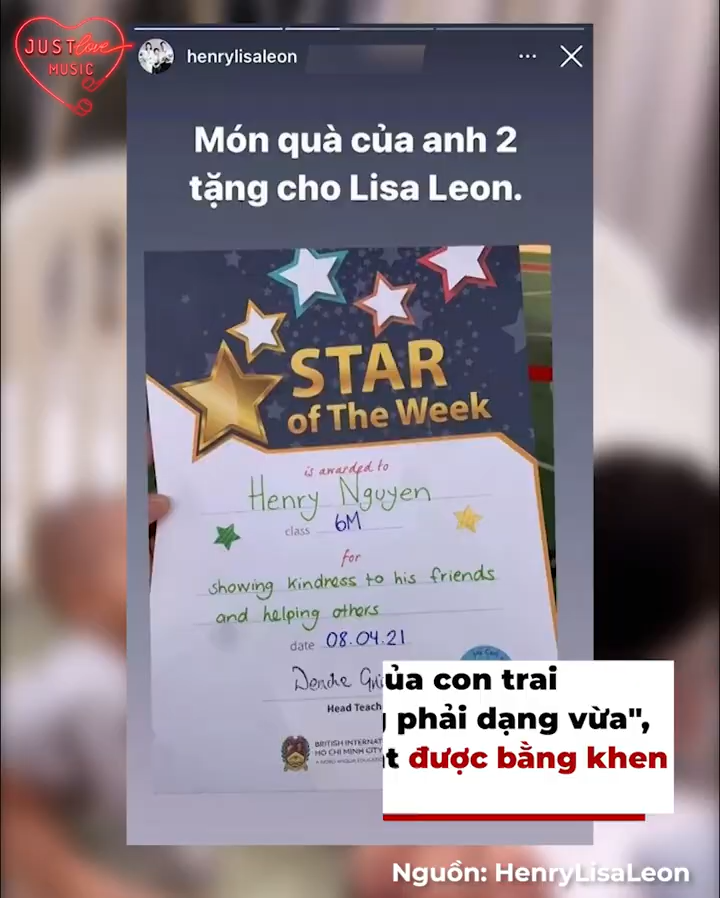 JUST love
MUSIC
henrylisaleon
Món quà của anh 2
tặng cho Lisa Leon.
STAR
of The Week
is awarded to
Henry Nguyen
class 6M
for
showing kindness to his friends
and helping others
date 08.04.21
Head Teach
BRITISH INTERNAT
HO CHI MINH CITY
ủa con trai
phải dạng vừa",
t được bằng khen
Nguồn: HenryLisaLeon